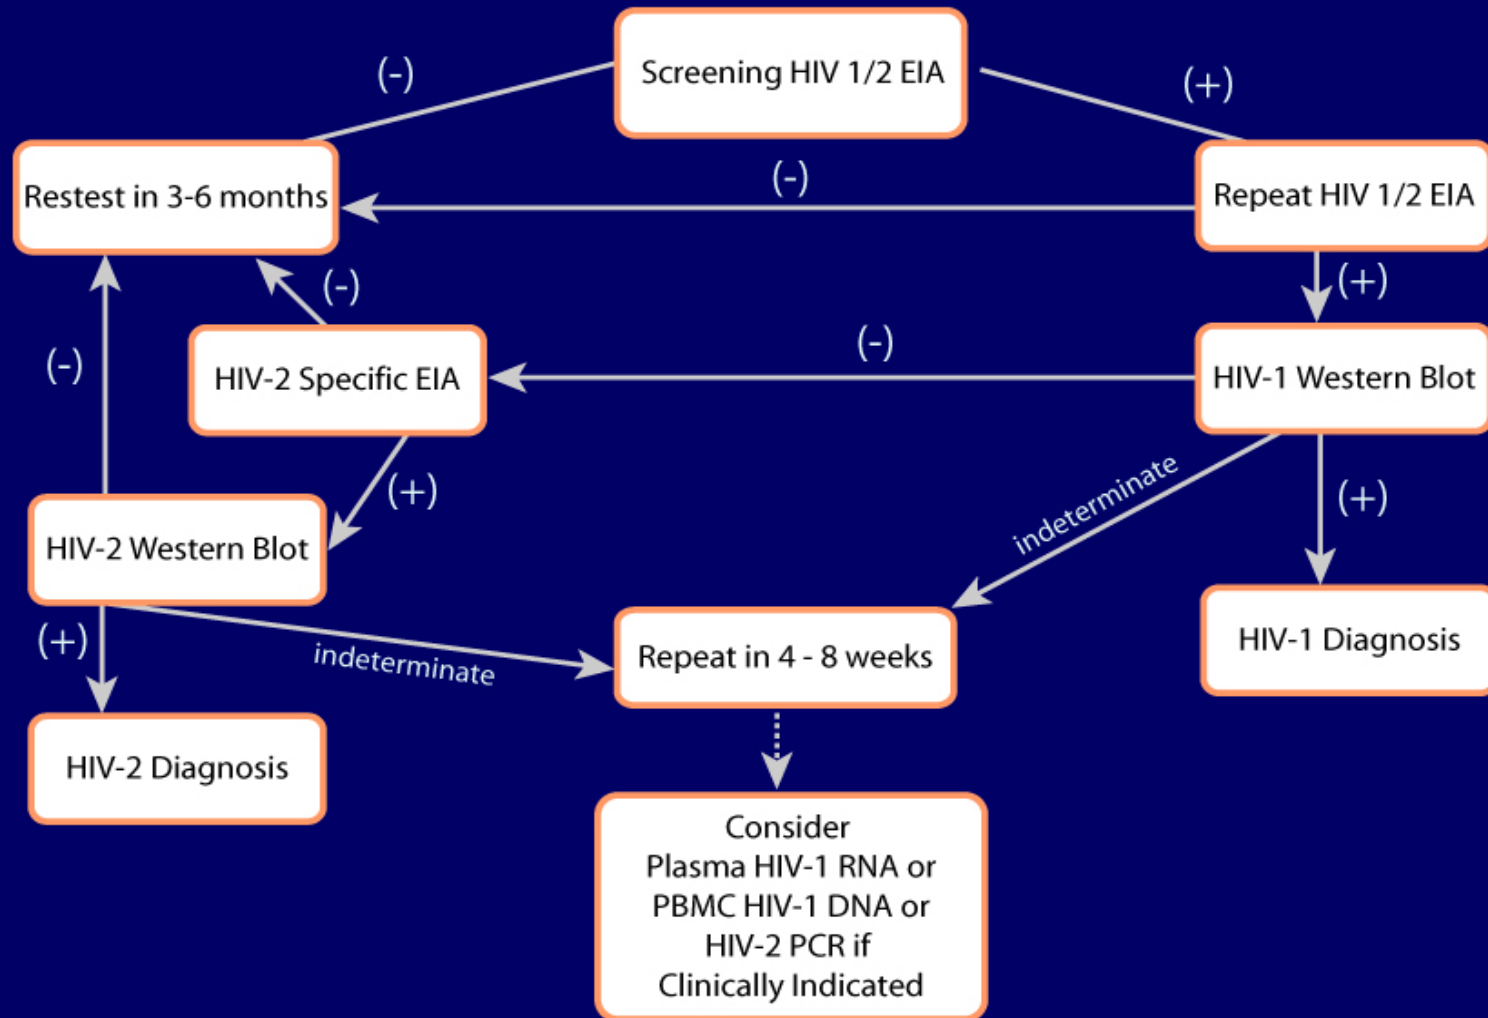 Screening HIV 1/2 EIA
(-)
(+)
Restest in 3-6 months
(-)
Repeat HIV 1/2 EIA
(-)
(+)
HIV-2 Specific EIA
(-)
HIV-1 Western Blot
(-)
(+)
indeterminate
(+)
HIV-2 Western Blot
(+)
indeterminate
Repeat in 4 - 8 weeks
HIV-1 Diagnosis
HIV-2 Diagnosis
Consider
Plasma HIV-1 RNA or
PBMC HIV-1 DNA or
HIV-2 PCR if
Clinically Indicated